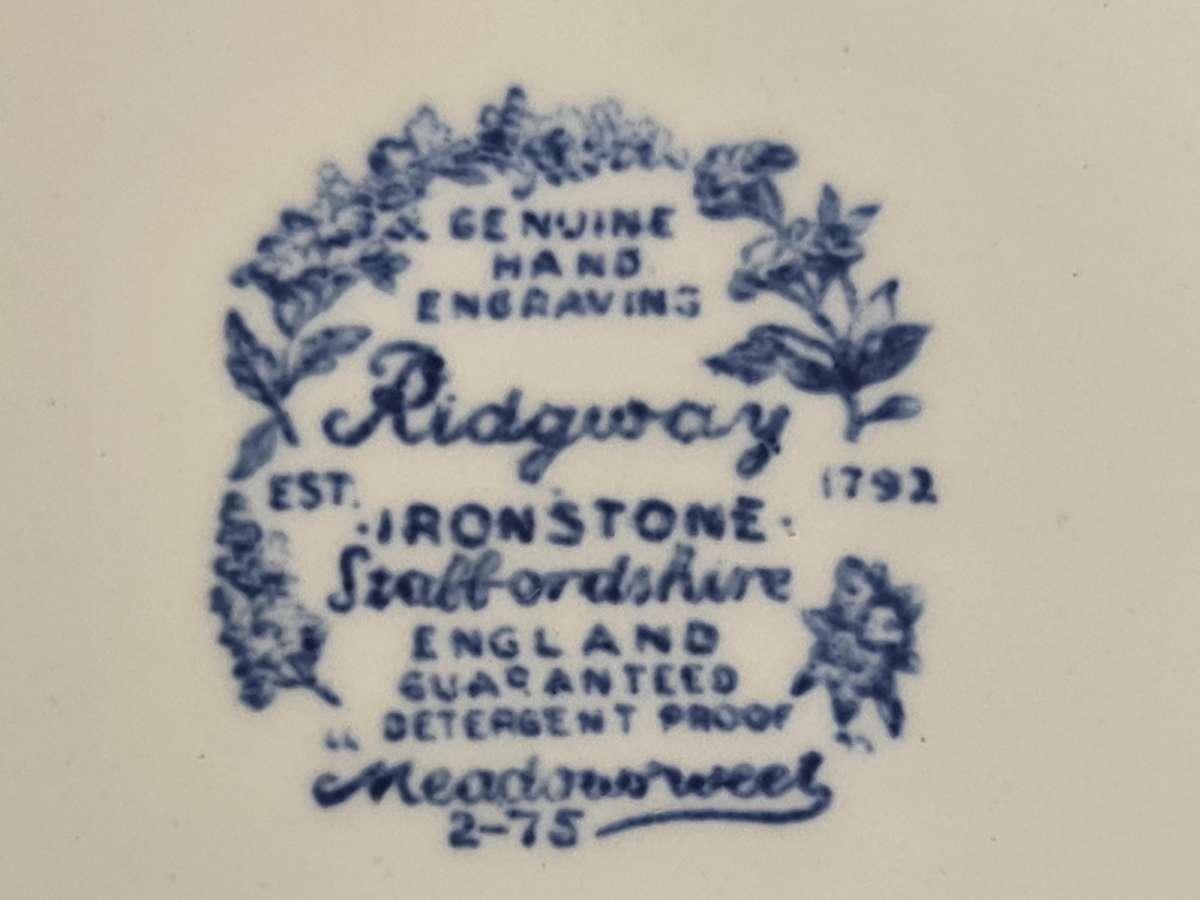 GENUINE
HAND
ENGRAVING
Ridgway
EST. 1792
·IRONSTONE·
Staffordshire
ENGLAND
GUARANTEED
DETERGENT PROOF
"Meadowsweet"
2-75